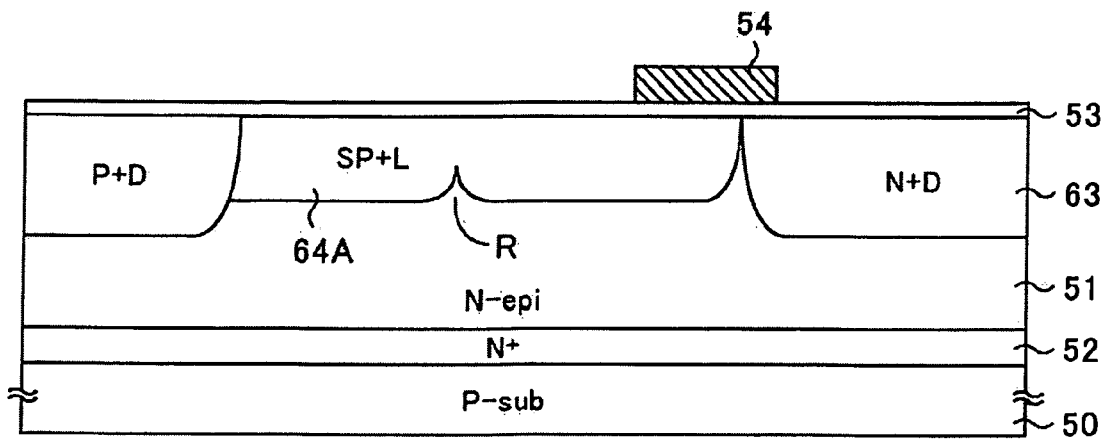 54
53
P+D
SP+L
N+D
63
64A
R
51
N-epi
N+
52
P-sub
50